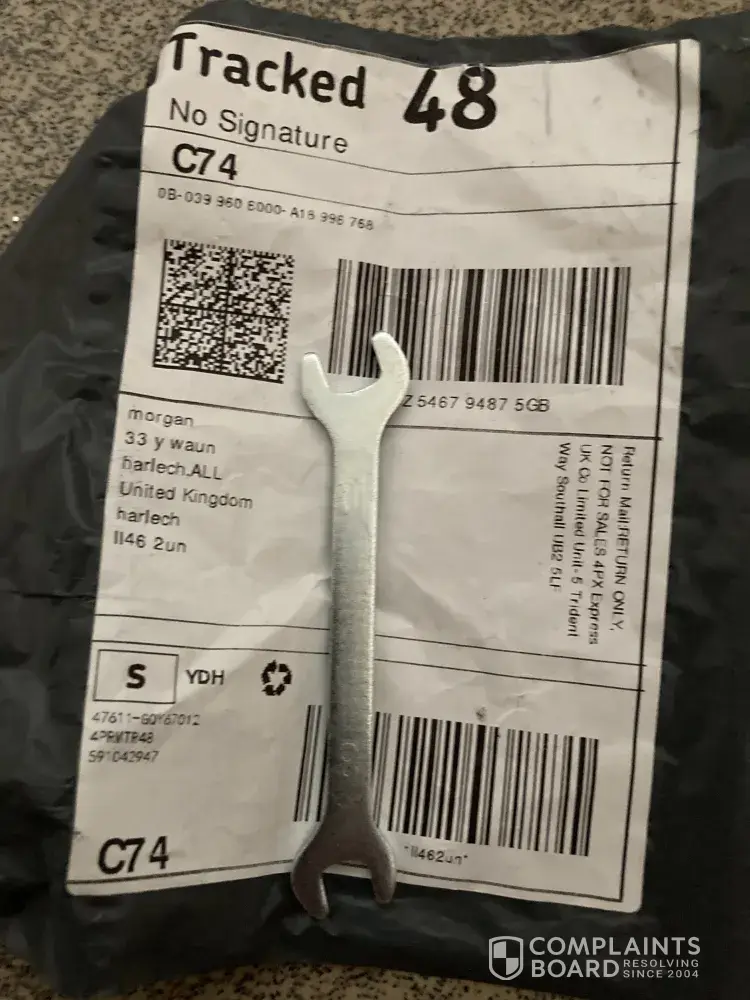 Tracked 48
No Signature
C74
0B-039 960 6000- A16 996 768
Z 5467 9487 5GB
morgan
33 y waun
harlech,ALL
United Kingdom
harlech
ll46 2un
Return Mail:RETURN ONLY,
NOT FOR SALES 4PX Express
UK Co Limited Unit-5 Trident
Way Southall UB2 5LF
S
YDH
4PRMTR48
591042947
C74
*ll462un*
COMPLAINTS
BOARD RESOLVING
SINCE 2004